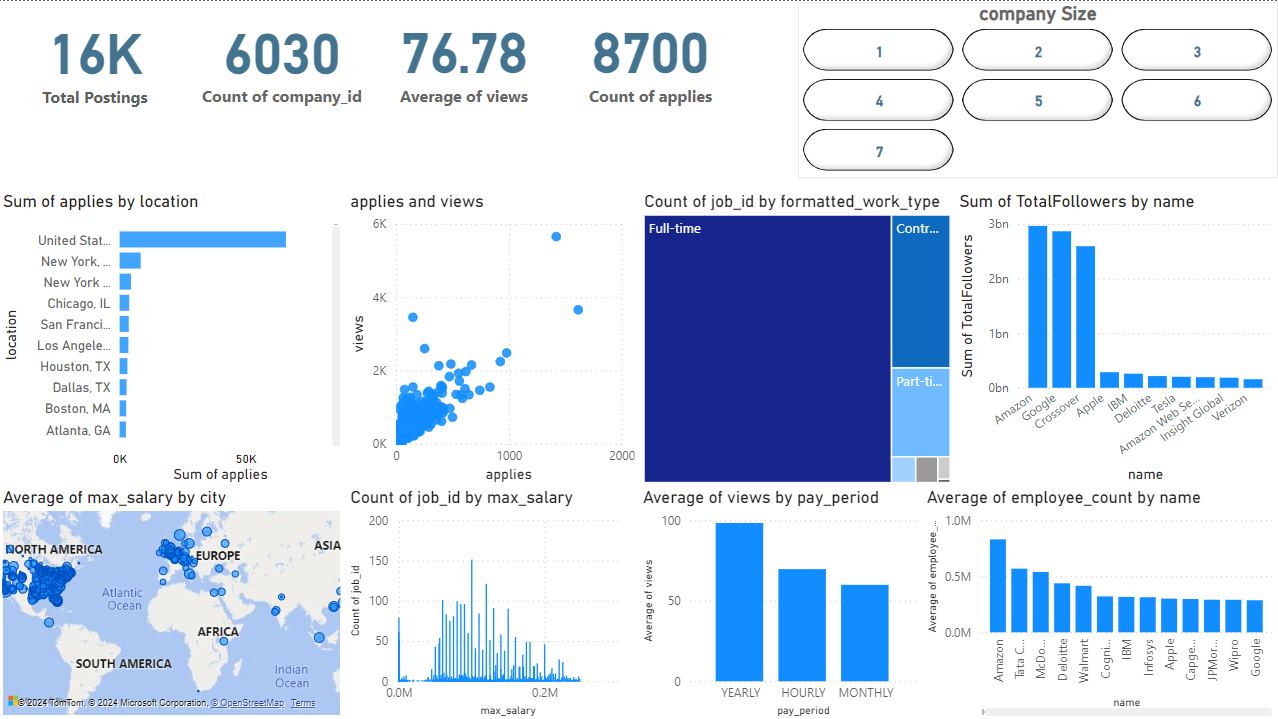 16K
Total Postings
6030
Count of company_id
76.78
Average of views
8700
Count of applies
company Size
1
2
3
4
5
6
7
Sum of applies by location
location
United Stat...
New York, ...
New York ...
Chicago, IL
San Franci...
Los Angele...
Houston, TX
Dallas, TX
Boston, MA
Atlanta, GA
0K
50K
Sum of applies
applies and views
views
6K
4K
2K
0K
0
1000
2000
applies
Count of job_id by formatted_work_type
Full-time
Contr...
Part-ti...
Sum of TotalFollowers by name
Sum of TotalFollowers
3bn
2bn
1bn
0bn
Amazon
Google
Crossover
Apple
IBM
Deloitte
Tesla
Amazon Web Se...
Insight Global
Verizon
name
Average of max_salary by city
NORTH AMERICA
EUROPE
ASIA
Atlantic
Ocean
AFRICA
SOUTH AMERICA
Indian
Ocean
© 2024 TomTom, © 2024 Microsoft Corporation, © OpenStreetMap Terms
Count of job_id by max_salary
Count of job_id
200
150
100
50
0
0.0M
0.2M
max_salary
Average of views by pay_period
Average of views
100
50
0
YEARLY
HOURLY
MONTHLY
pay_period
Average of employee_count by name
Average of employee_...
1.0M
0.5M
0.0M
Amazon
Tata C...
McDo...
Deloitte
Walmart
Cogni...
IBM
Infosys
Apple
Capge...
JPMor...
Wipro
Google
name